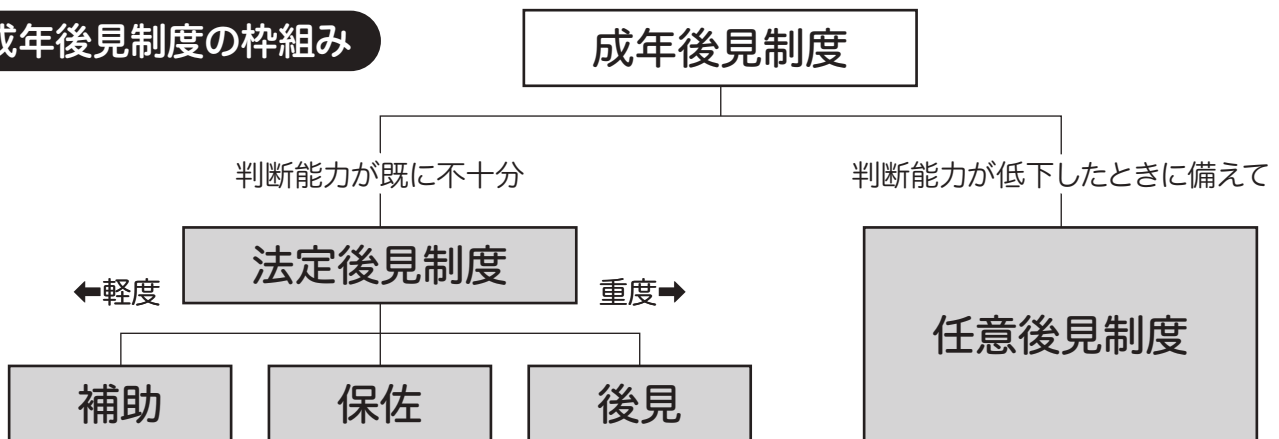 成年後見制度の枠組み
成年後見制度
判断能力が既に不十分
判断能力が低下したときに備えて
法定後見制度
⬅軽度
重度➡
任意後見制度
補助
保佐
後見